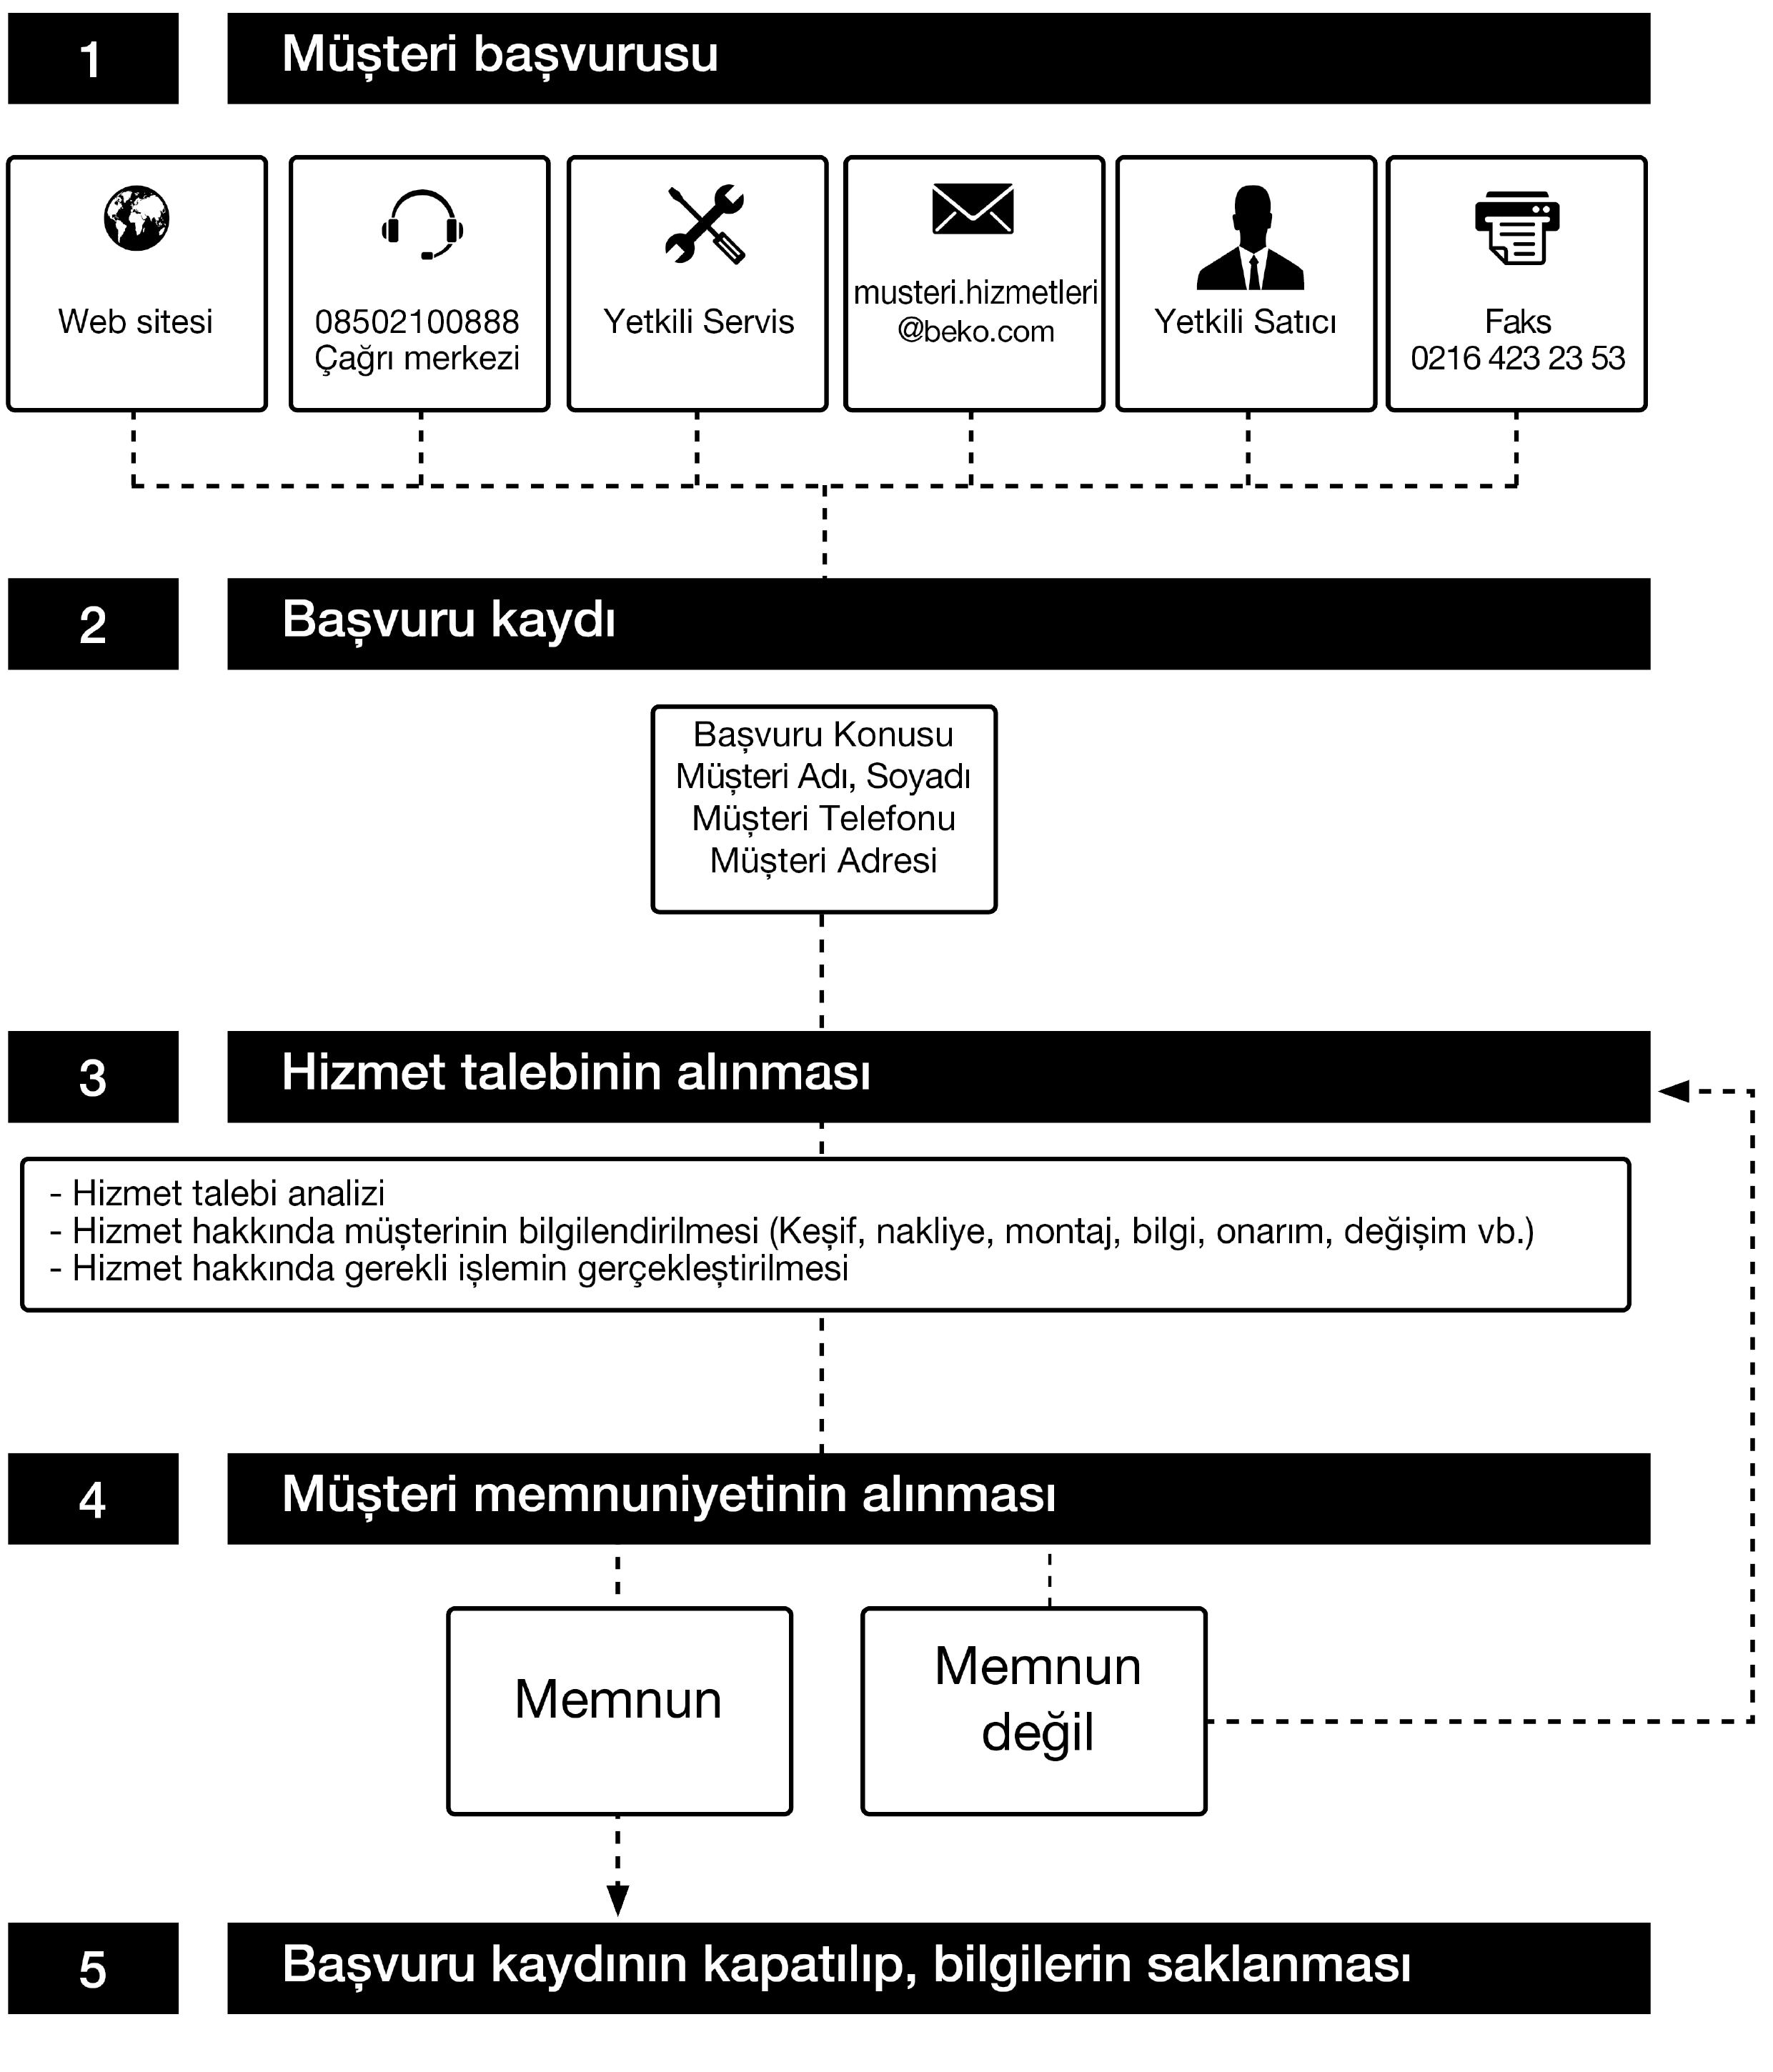 1
Müşteri başvurusu
Web sitesi
08502100888
Çağrı merkezi
Yetkili Servis
musteri.hizmetleri
@beko.com
Yetkili Satıcı
Faks
0216 423 23 53
2
Başvuru kaydı
Başvuru Konusu
Müşteri Adı, Soyadı
Müşteri Telefonu
Müşteri Adresi
3
Hizmet talebinin alınması
- Hizmet talebi analizi
- Hizmet hakkında müşterinin bilgilendirilmesi (Keşif, nakliye, montaj, bilgi, onarım, değişim vb.)
- Hizmet hakkında gerekli işlemin gerçekleştirilmesi
4
Müşteri memnuniyetinin alınması
Memnun
Memnun
değil
5
Başvuru kaydının kapatılıp, bilgilerin saklanması